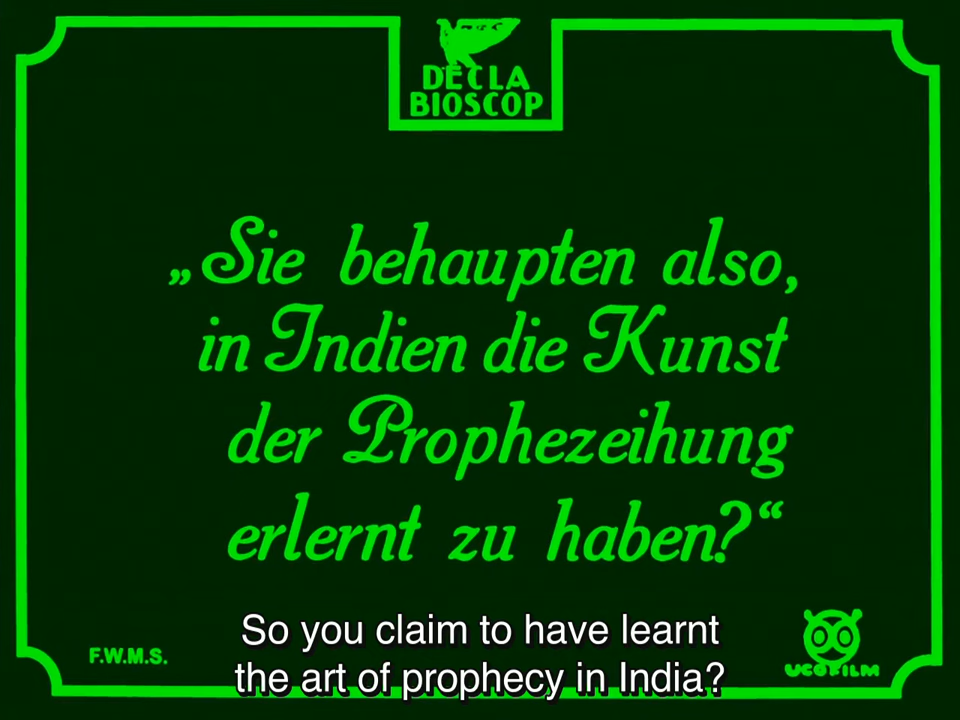 DECLA
BIOSCOP
„Sie behaupten also,
in Indien die Kunst
der Prophezeihung
erlernt zu haben?“
So you claim to have learnt
the art of prophecy in India?
F.W.M.S.
UCOFILM